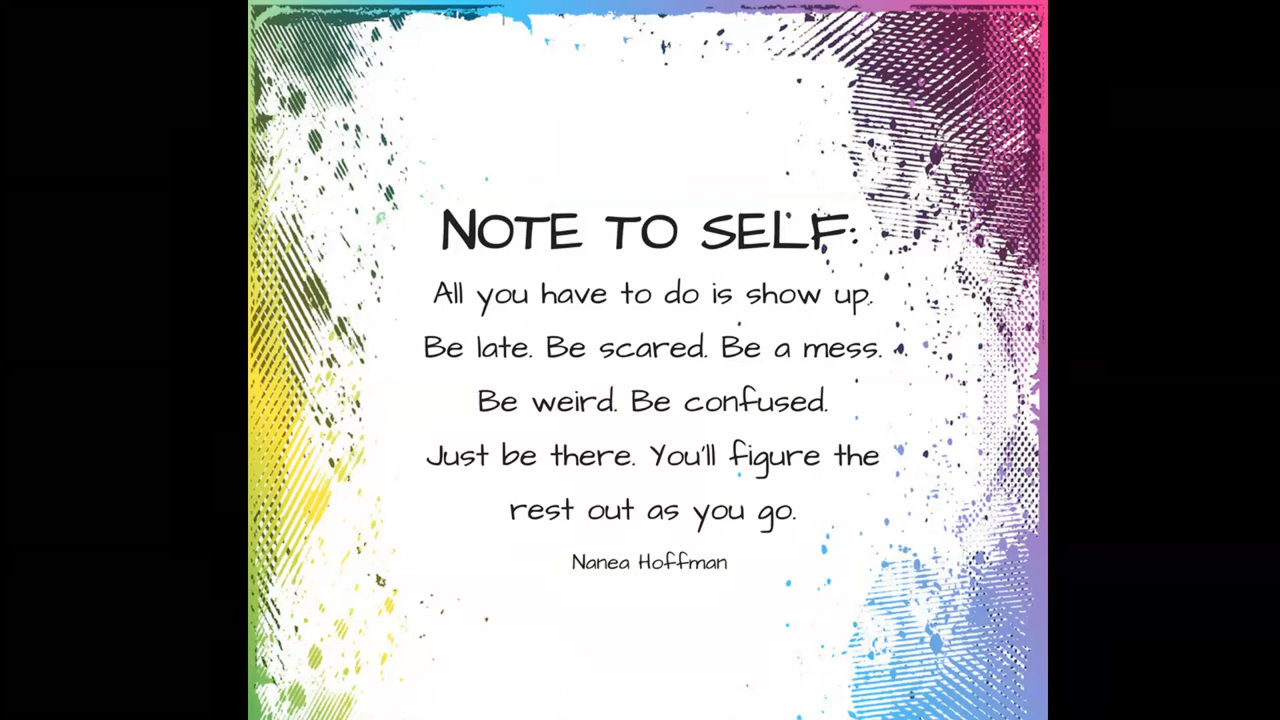 NOTE TO SELF:
All you have to do is show up.
Be late. Be scared. Be a mess.
Be weird. Be confused.
Just be there. You'll figure the
rest out as you go.
Nanea Hoffman